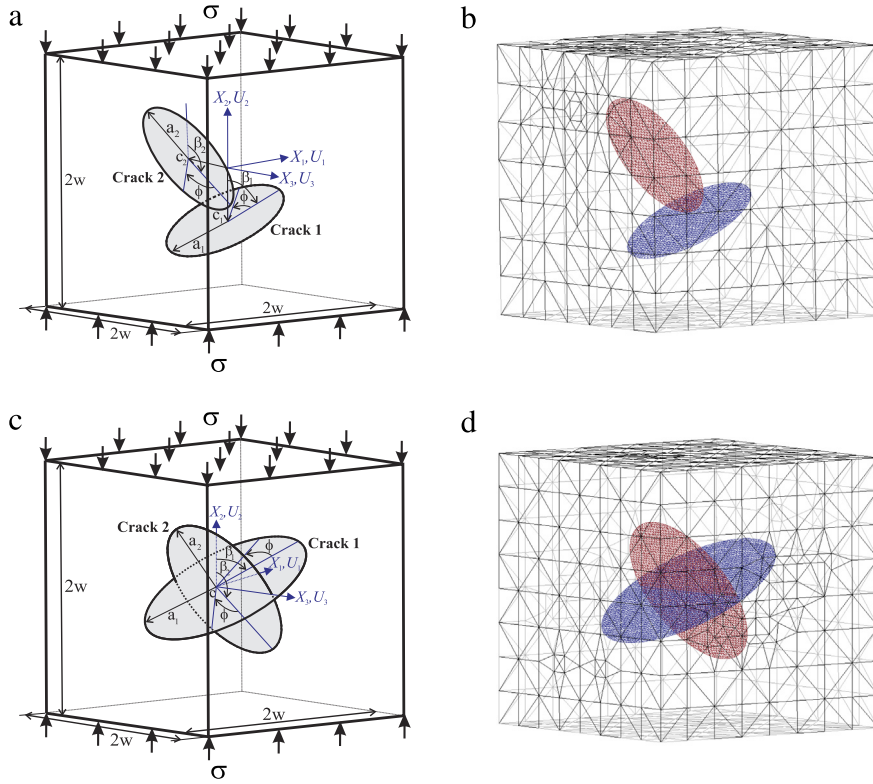 a
σ
2w
X₂,U₂
a₂
β₂
c₂
X₁,U₁
β₁
X₃,U₃
Crack 2
ϕ
ϕ
c₁
Crack 1
a₁
2w
2w
σ
b
c
σ
X₂,U₂
Crack 2
a₂
ϕ
Crack 1
β₁
X₁,U₁
2w
c
X₃,U₃
a₁
ϕ
2w
2w
σ
d